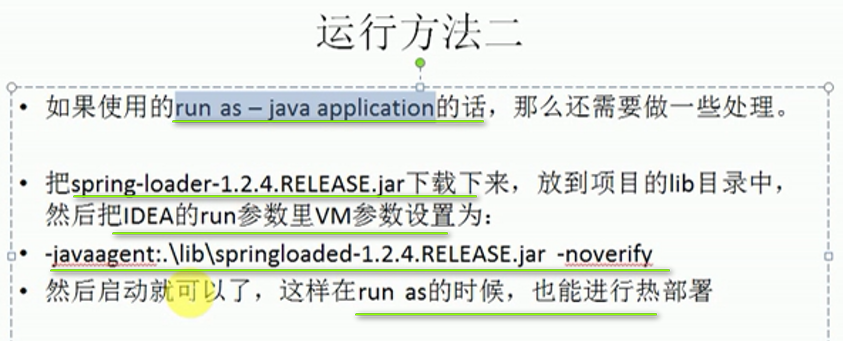 运行方法二
• 如果使用的run as – java application的话，那么还需要做一些处理。
• 把spring-loader-1.2.4.RELEASE.jar下载下来，放到项目的lib目录中，
然后把IDEA的run参数里VM参数设置为：
• -javaagent:.\lib\springloaded-1.2.4.RELEASE.jar -noverify
• 然后启动就可以了，这样在run as的时候，也能进行热部署